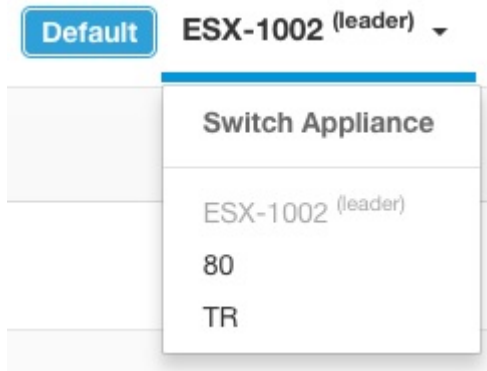 Default ESX-1002 (leader)
Switch Appliance
ESX-1002 (leader)
80
TR